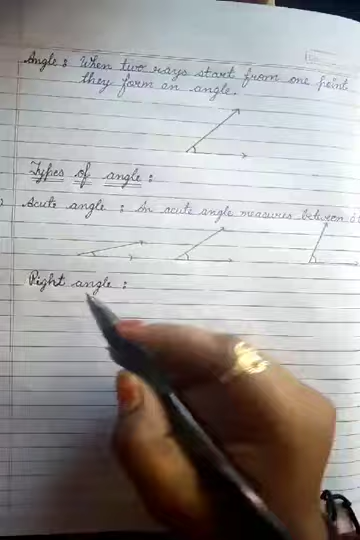 Angle : When two rays start from one point,
they form an angle.
Types of angle :
Acute angle : An acute angle measures between 0
Right angle :